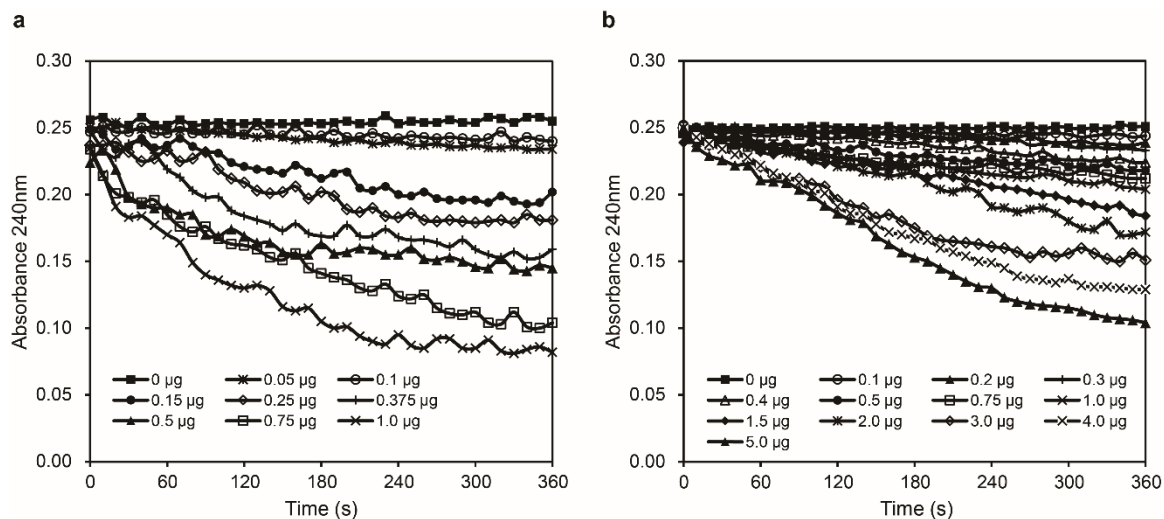 a
0.30
0.25
0.20
0.15
0.10
0.05
0.00
Absorbance 240nm
0 µg 0.05 µg 0.1 µg
0.15 µg 0.25 µg 0.375 µg
0.5 µg 0.75 µg 1.0 µg
0 60 120 180 240 300 360
Time (s)
b
0.30
0.25
0.20
0.15
0.10
0.05
0.00
Absorbance 240nm
0 µg 0.1 µg 0.2 µg 0.3 µg
0.4 µg 0.5 µg 0.75 µg 1.0 µg
1.5 µg 2.0 µg 3.0 µg 4.0 µg
5.0 µg
0 60 120 180 240 300 360
Time (s)